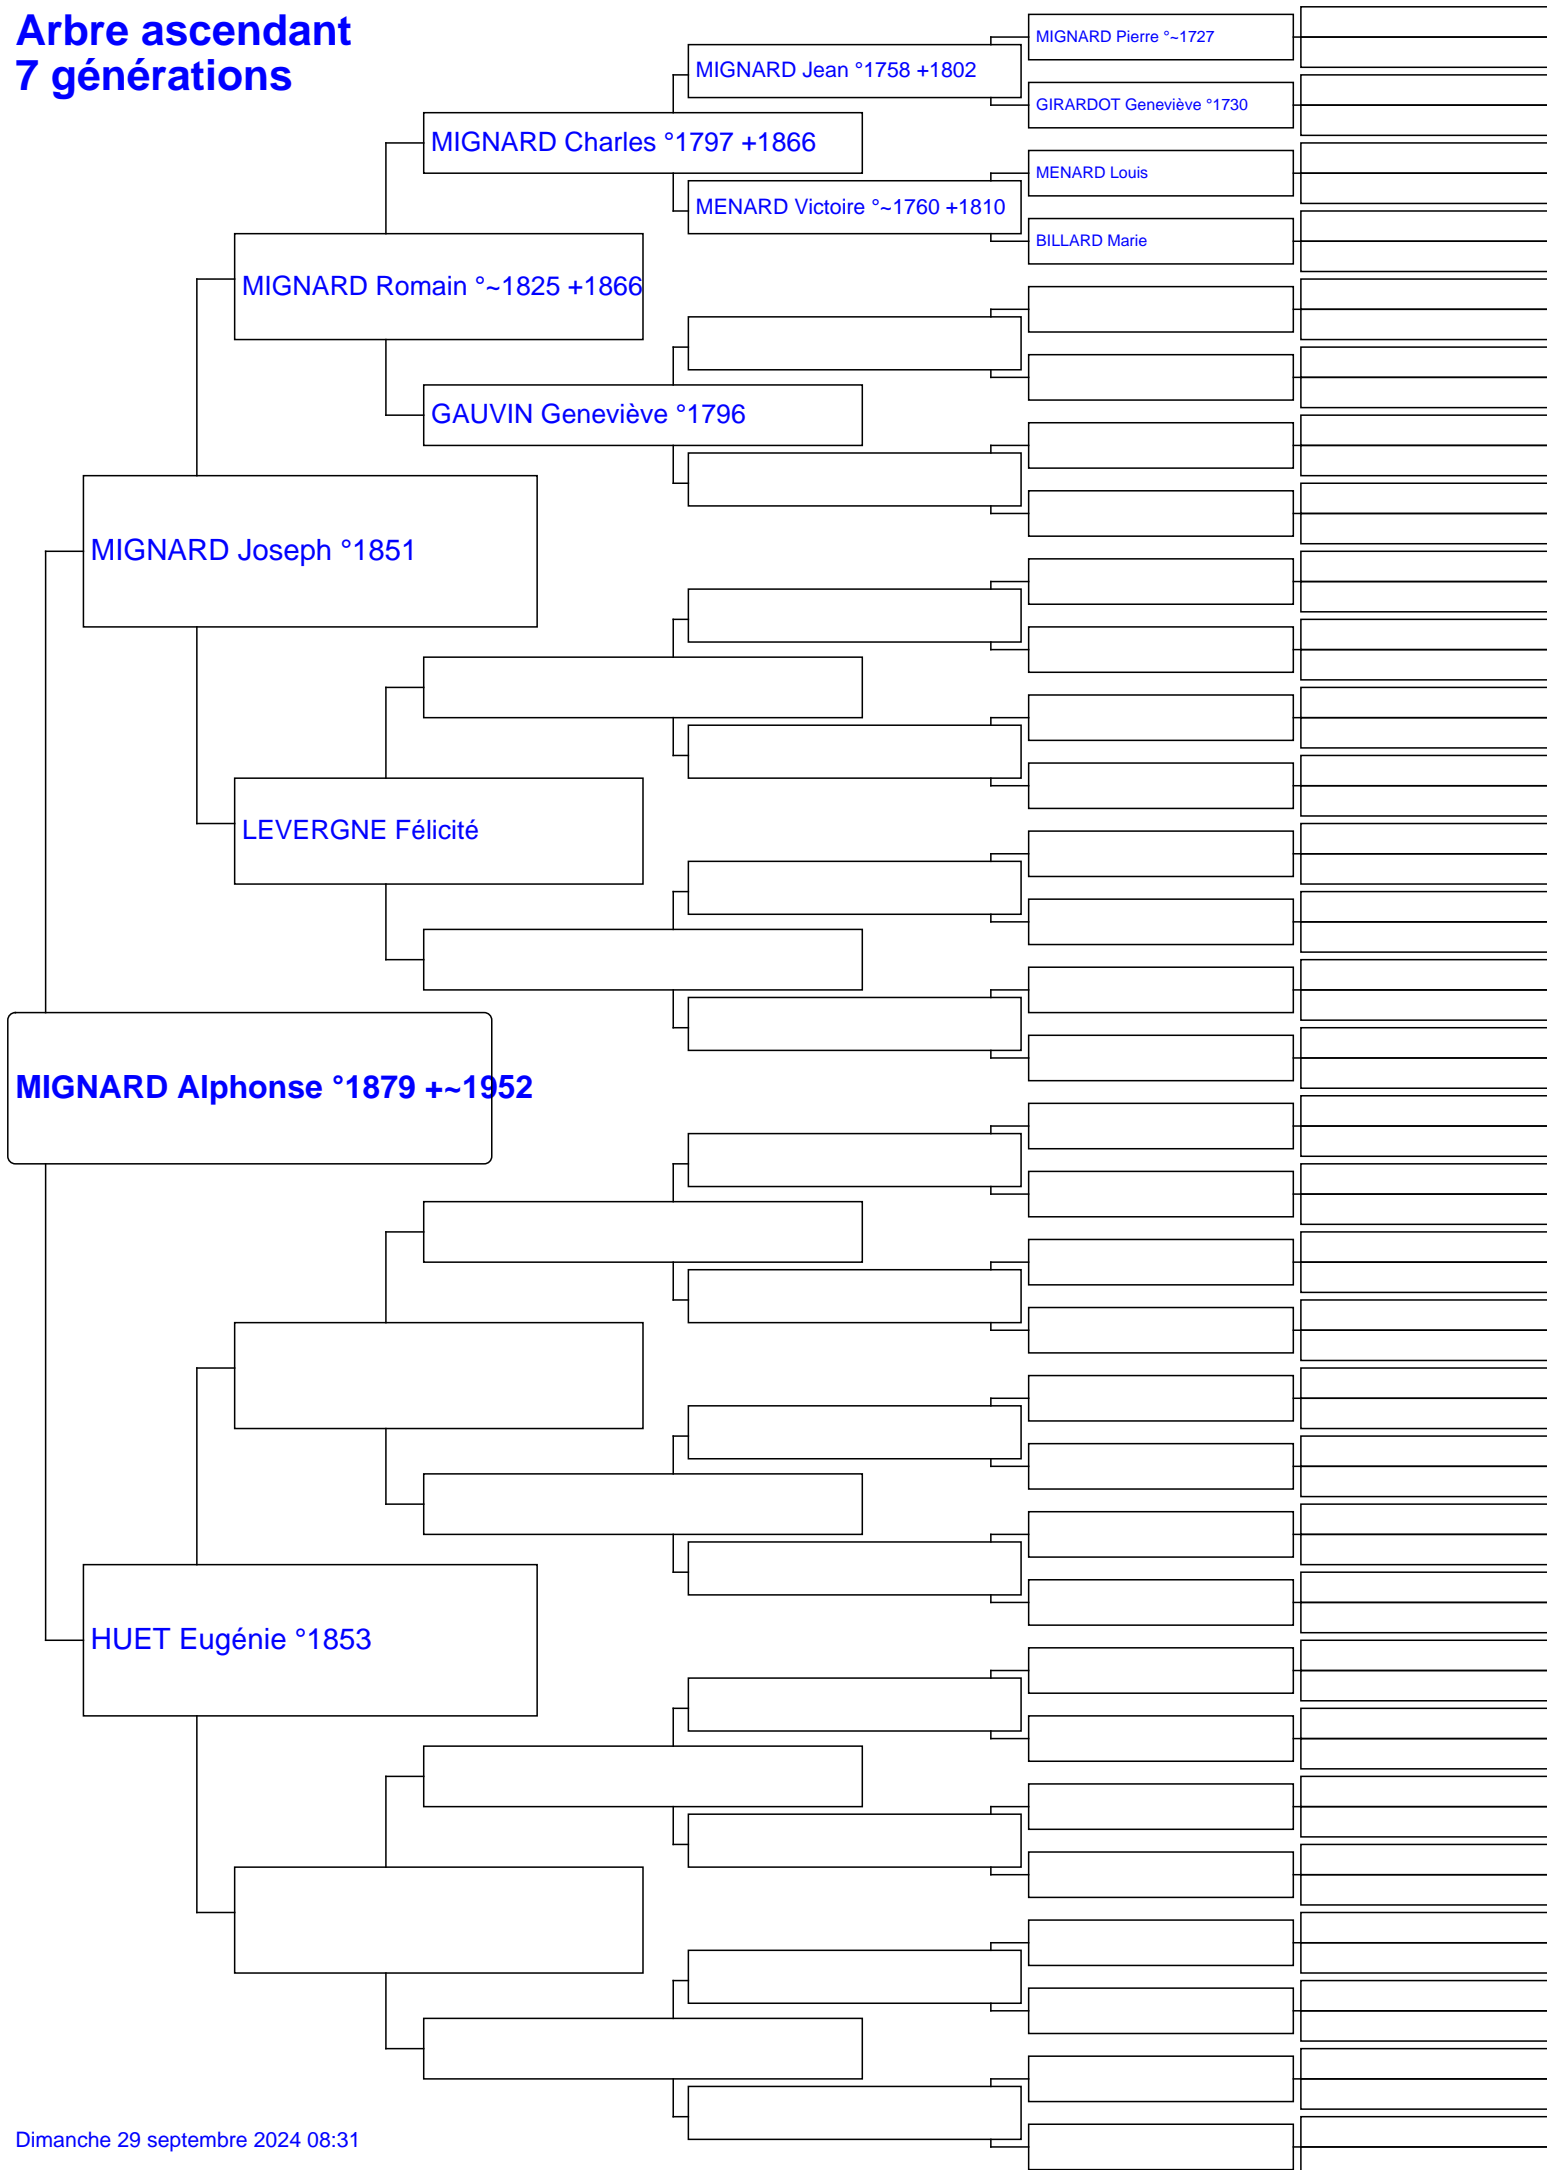 Arbre ascendant
7 générations
MIGNARD Pierre °~1727
MIGNARD Jean °1758 +1802
GIRARDOT Geneviève °1730
MIGNARD Charles °1797 +1866
MENARD Louis
MENARD Victoire °~1760 +1810
BILLARD Marie
MIGNARD Romain °~1825 +1866
GAUVIN Geneviève °1796
MIGNARD Joseph °1851
LEVERGNE Félicité
MIGNARD Alphonse °1879 +~1952
HUET Eugénie °1853
Dimanche 29 septembre 2024 08:31